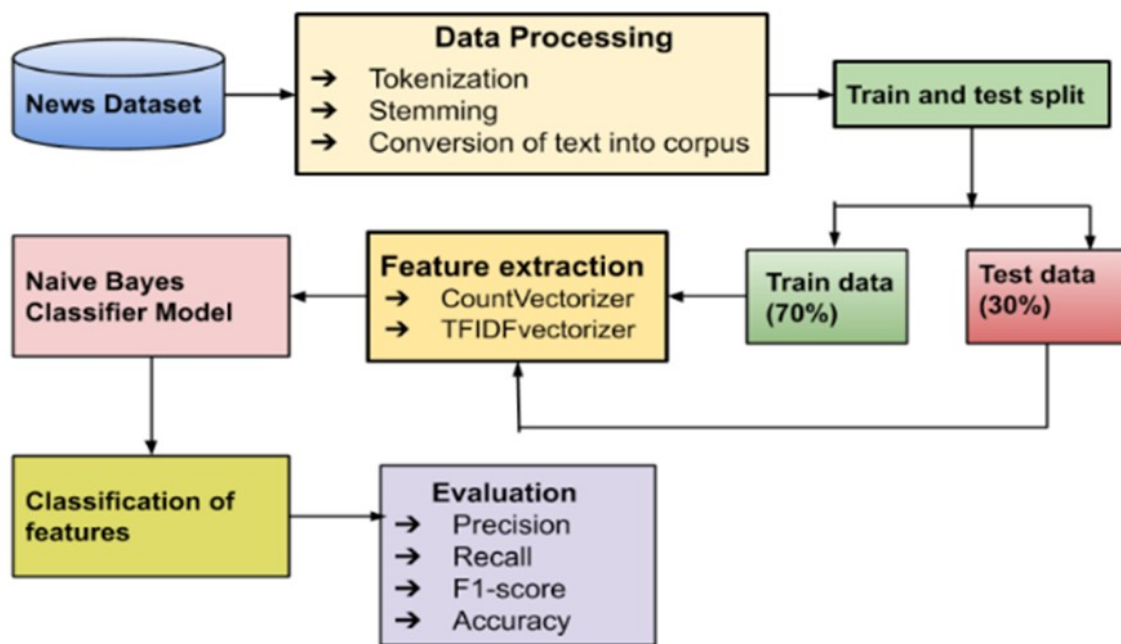 News Dataset
Data Processing
➔ Tokenization
➔ Stemming
➔ Conversion of text into corpus
Train and test split
Train data
(70%)
Test data
(30%)
Feature extraction
➔ CountVectorizer
➔ TFIDFvectorizer
Naive Bayes
Classifier Model
Classification of
features
Evaluation
➔ Precision
➔ Recall
➔ F1-score
➔ Accuracy